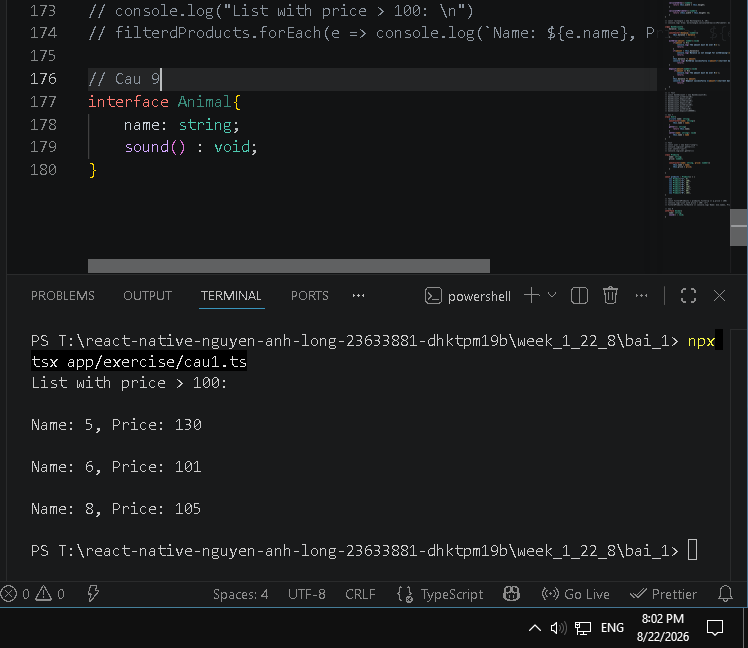 173 // console.log("List with price > 100: \n")
174 // filterdProducts.forEach(e => console.log(`Name: ${e.name}, P
175
176 // Cau 9
177 interface Animal{
178 name: string;
179 sound() : void;
180 }
PROBLEMS OUTPUT TERMINAL PORTS ··· powershell ···
PS T:\react-native-nguyen-anh-long-23633881-dhktpm19b\week_1_22_8\bai_1> npx
tsx app/exercise/cau1.ts
List with price > 100:
Name: 5, Price: 130
Name: 6, Price: 101
Name: 8, Price: 105
PS T:\react-native-nguyen-anh-long-23633881-dhktpm19b\week_1_22_8\bai_1>
0 0 Spaces: 4 UTF-8 CRLF {} TypeScript Go Live Prettier
ENG 8:02 PM
8/22/2026